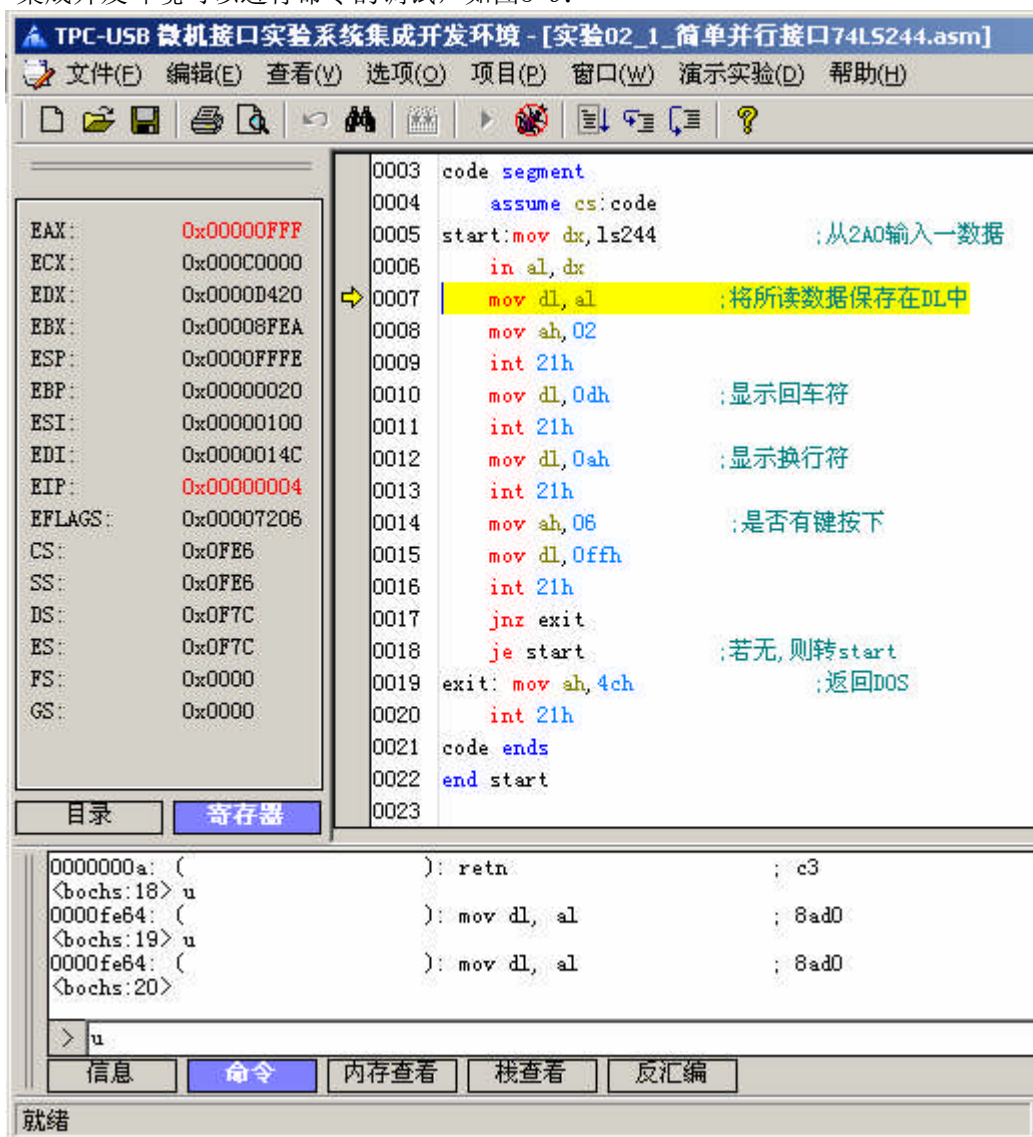 TPC-USB 微机接口实验系统集成开发环境 - [实验02_1_简单并行接口74LS244.asm]
文件(F) 编辑(E) 查看(V) 选项(O) 项目(P) 窗口(W) 演示实验(D) 帮助(H)
0003 code segment
0004 assume cs:code
EAX: 0x00000FFF
0005 start:mov dx,ls244 ;从2A0输入一数据
ECX: 0x000C0000
0006 in al,dx
EDX: 0x0000D420
0007 mov dl,al ;将所读数据保存在DL中
EBX: 0x00008FEA
0008 mov ah,02
ESP: 0x0000FFFE
0009 int 21h
EBP: 0x00000020
0010 mov dl,0dh ;显示回车符
ESI: 0x00000100
0011 int 21h
EDI: 0x0000014C
0012 mov dl,0ah ;显示换行符
EIP: 0x00000004
0013 int 21h
EFLAGS: 0x00007206
0014 mov ah,06 ;是否有键按下
CS: 0x0FE6
0015 mov dl,0ffh
SS: 0x0FE6
0016 int 21h
DS: 0x0F7C
0017 jnz exit
ES: 0x0F7C
0018 je start ;若无,则转start
FS: 0x0000
0019 exit: mov ah,4ch ;返回DOS
GS: 0x0000
0020 int 21h
0021 code ends
0022 end start
目录 寄存器
0023
0000000a: ( ): retn ; c3
<bochs:18> u
0000fe64: ( ): mov dl, al ; 8ad0
<bochs:19> u
0000fe64: ( ): mov dl, al ; 8ad0
<bochs:20>
> u
信息 命令 内存查看 栈查看 反汇编
就绪